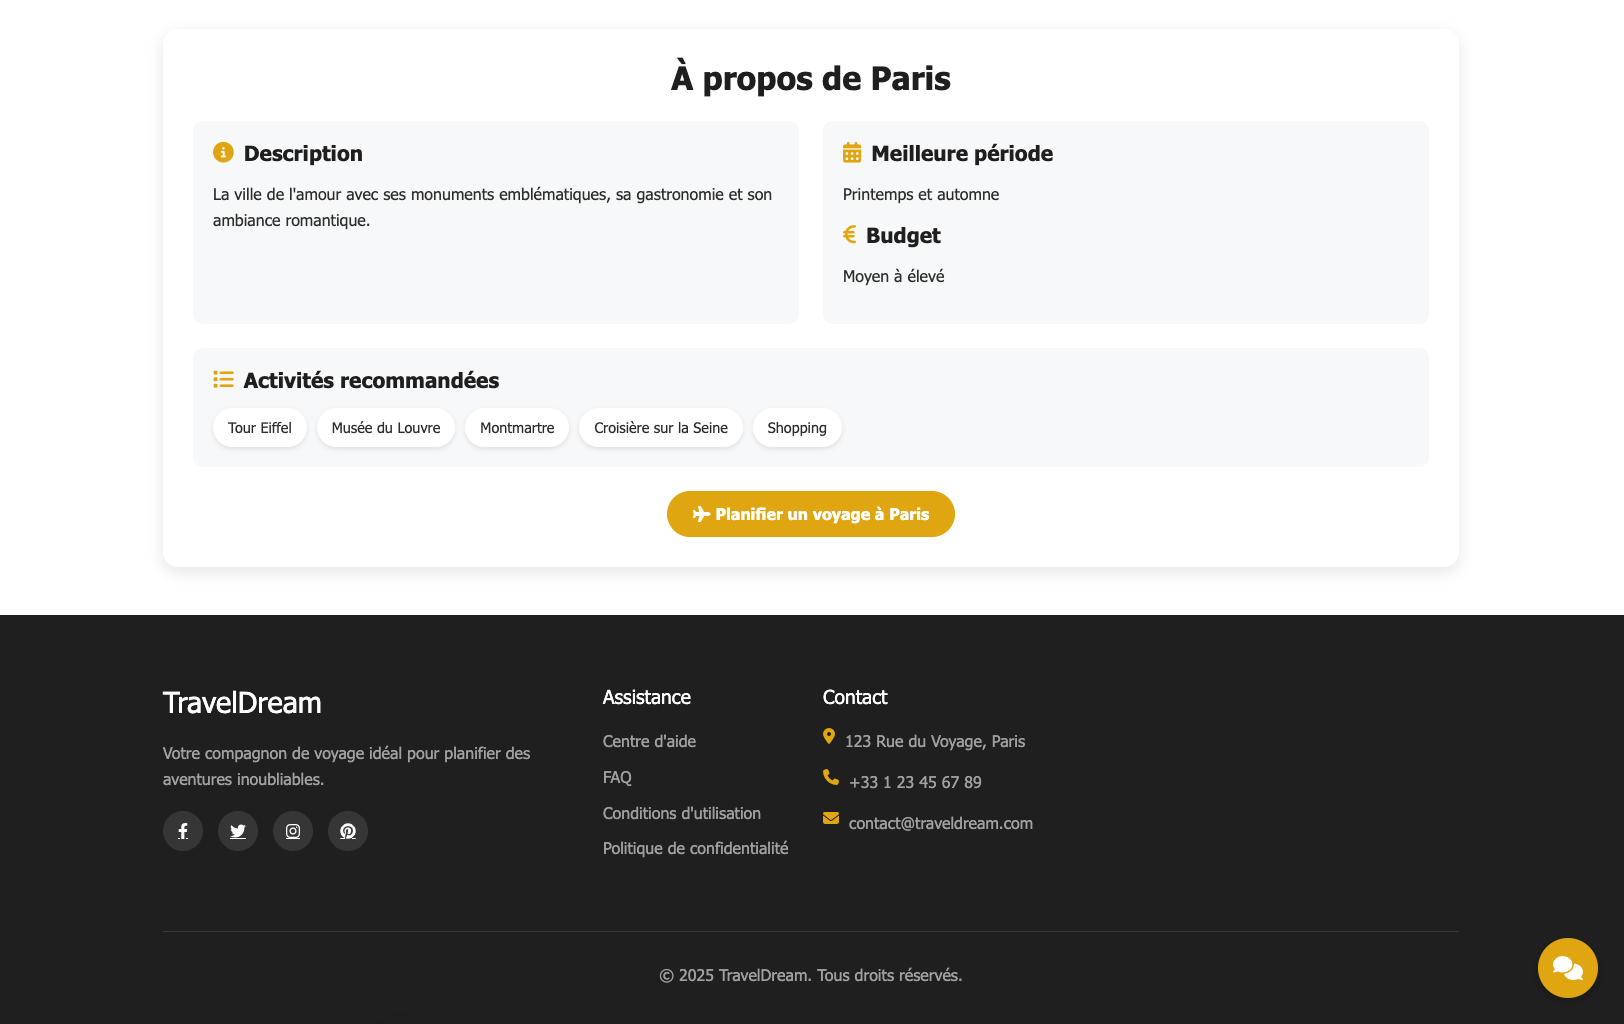 À propos de Paris
Description
La ville de l'amour avec ses monuments emblématiques, sa gastronomie et son
ambiance romantique.
Meilleure période
Printemps et automne
€ Budget
Moyen à élevé
Activités recommandées
Tour Eiffel
Musée du Louvre
Montmartre
Croisière sur la Seine
Shopping
Planifier un voyage à Paris
TravelDream
Votre compagnon de voyage idéal pour planifier des
aventures inoubliables.
Assistance
Centre d'aide
FAQ
Conditions d'utilisation
Politique de confidentialité
Contact
123 Rue du Voyage, Paris
+33 1 23 45 67 89
contact@traveldream.com
© 2025 TravelDream. Tous droits réservés.